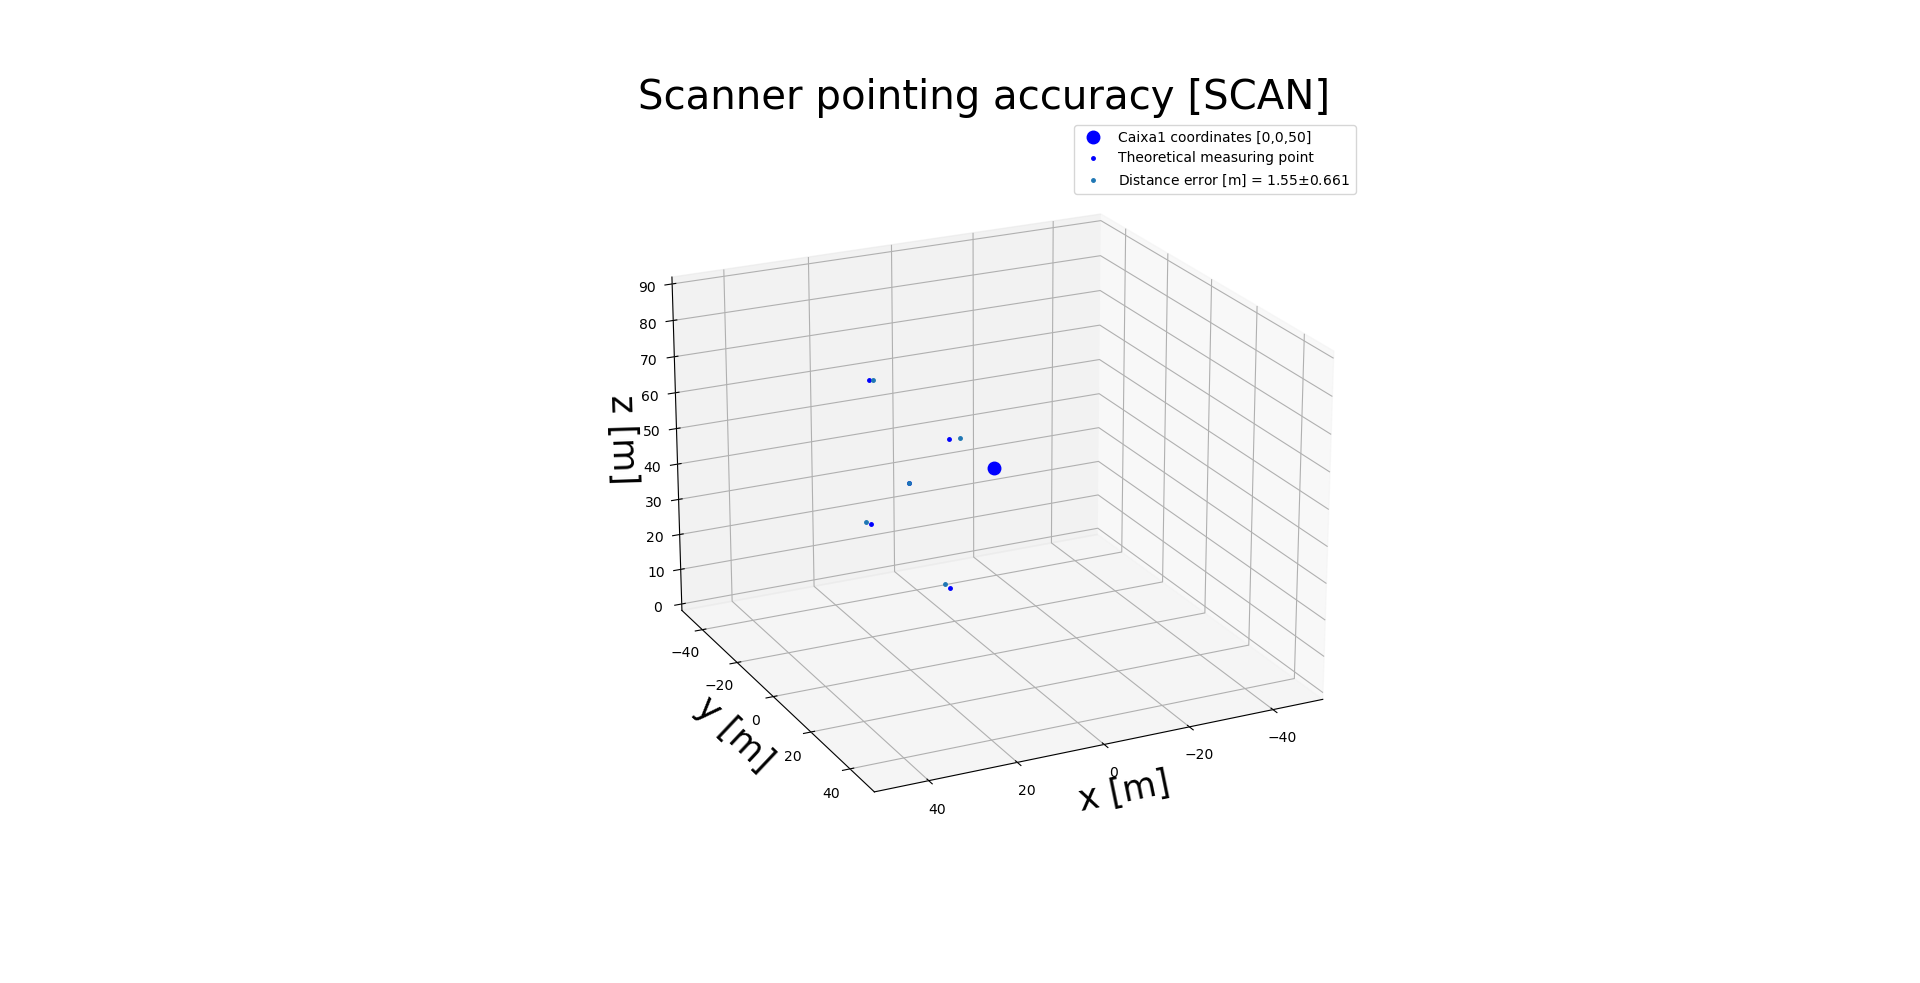 Scanner pointing accuracy [SCAN]
Caixa1 coordinates [0,0,50]
Theoretical measuring point
Distance error [m] = 1.55±0.661
90
80
70
60
50
40
30
20
10
0
z [m]
−40
−20
0
20
40
y [m]
40
20
0
−20
−40
x [m]